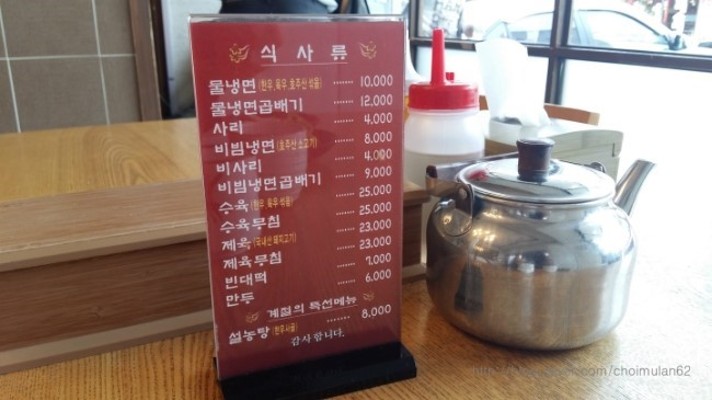 식 사 류
물냉면 (한우, 육우, 호주산 석품) ······· 10,000
물냉면곱배기 ······· 12,000
사리 ······· 4,000
비빔냉면 (호주산 소고기) ······· 8,000
비사리 ······· 4,000
비빔냉면곱배기 ······· 9,000
수육 (한우, 육우 석품) ······· 25,000
수육무침 ······· 25,000
제육 (국내산 돼지고기) ······· 23,000
제육무침 ······· 23,000
빈대떡 ······· 7,000
만두 ······· 6,000
계절의 특선메뉴
설농탕 (한우사골) ······· 8,000
감사합니다.
.com/choimulan62